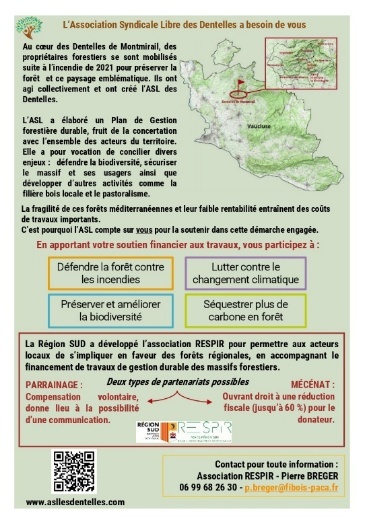 L'Association Syndicale Libre des Dentelles a besoin de vous
Au cœur des Dentelles de Montmirail, des
propriétaires forestiers se sont mobilisés
suite à l'incendie de 2021 pour préserver la
forêt et ce paysage emblématique. Ils ont
agi collectivement et ont créé l'ASL des
Dentelles.
L'ASL a élaboré un Plan de Gestion
forestière durable, fruit de la concertation
avec l'ensemble des acteurs du territoire.
Elle a pour vocation de concilier divers
enjeux : défendre la biodiversité, sécuriser
le massif et ses usagers ainsi que
développer d'autres activités comme la
filière bois locale et le pastoralisme.
Dentelles de Montmirail
Vaucluse
La fragilité de ces forêts méditerranéennes et leur faible rentabilité entraînent des coûts
de travaux importants.
C'est pourquoi l'ASL compte sur vous pour la soutenir dans cette démarche engagée.
En apportant votre soutien financier aux travaux, vous participez à :
Défendre la forêt contre
les incendies
Lutter contre le
changement climatique
Préserver et améliorer
la biodiversité
Séquestrer plus de
carbone en forêt
La Région SUD a développé l'association RESPIR pour permettre aux acteurs
locaux de s'impliquer en faveur des forêts régionales, en accompagnant le
financement de travaux de gestion durable des massifs forestiers.
Deux types de partenariats possibles
PARRAINAGE :
Compensation volontaire,
donne lieu à la possibilité
d'une communication.
MÉCÉNAT :
Ouvrant droit à une réduction
fiscale (jusqu'à 60 %) pour le
donateur.
RÉGION
SUD
RESPIR
www.asllesdentelles.com
Contact pour toute information :
Association RESPIR - Pierre BREGER
06 99 68 26 30 - p.breger@fibois-paca.fr